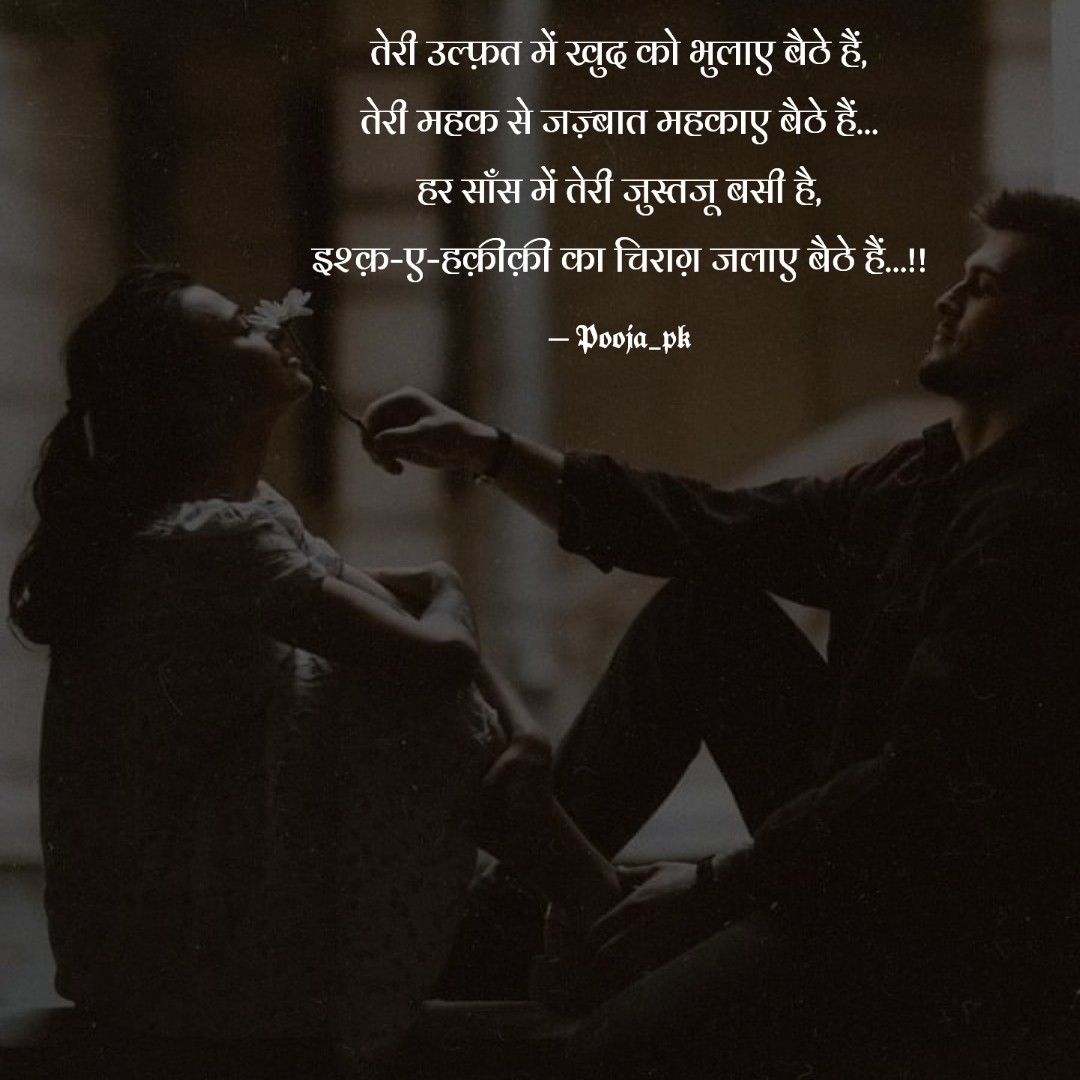 तेरी उल्फ़त में खुद को भुलाए बैठे हैं,
तेरी महक से जज़्बात महकाए बैठे हैं...
हर साँस में तेरी जुस्तजू बसी है,
इश्क़-ए-हक़ीक़ी का चिराग़ जलाए बैठे हैं...!!
— Pooja_pk